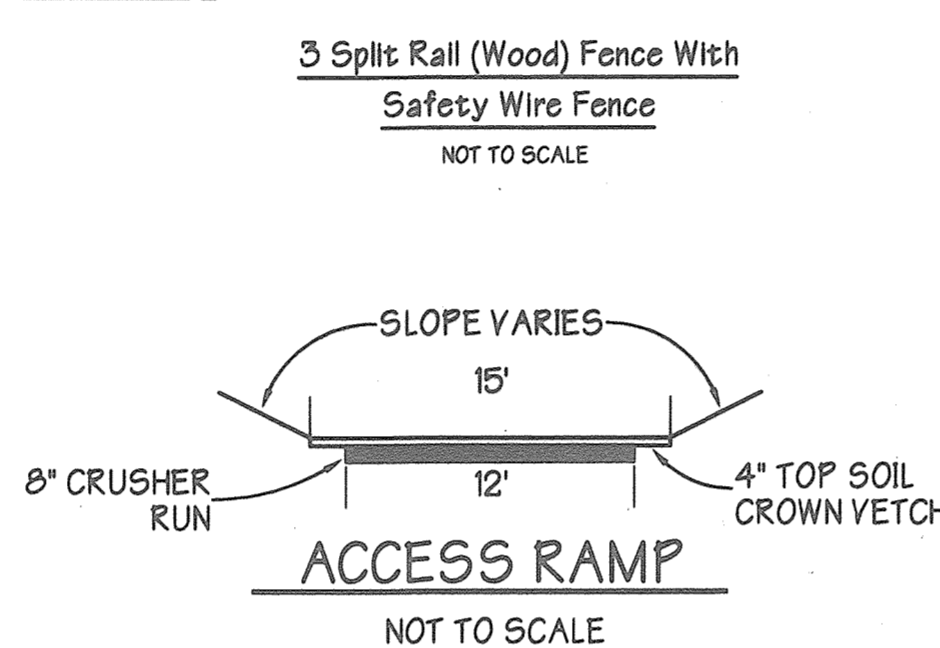 3 Split Rail (Wood) Fence With
Safety Wire Fence
NOT TO SCALE
SLOPE VARIES
15'
8" CRUSHER
RUN
12'
4" TOP SOIL
CROWN VETCH
ACCESS RAMP
NOT TO SCALE